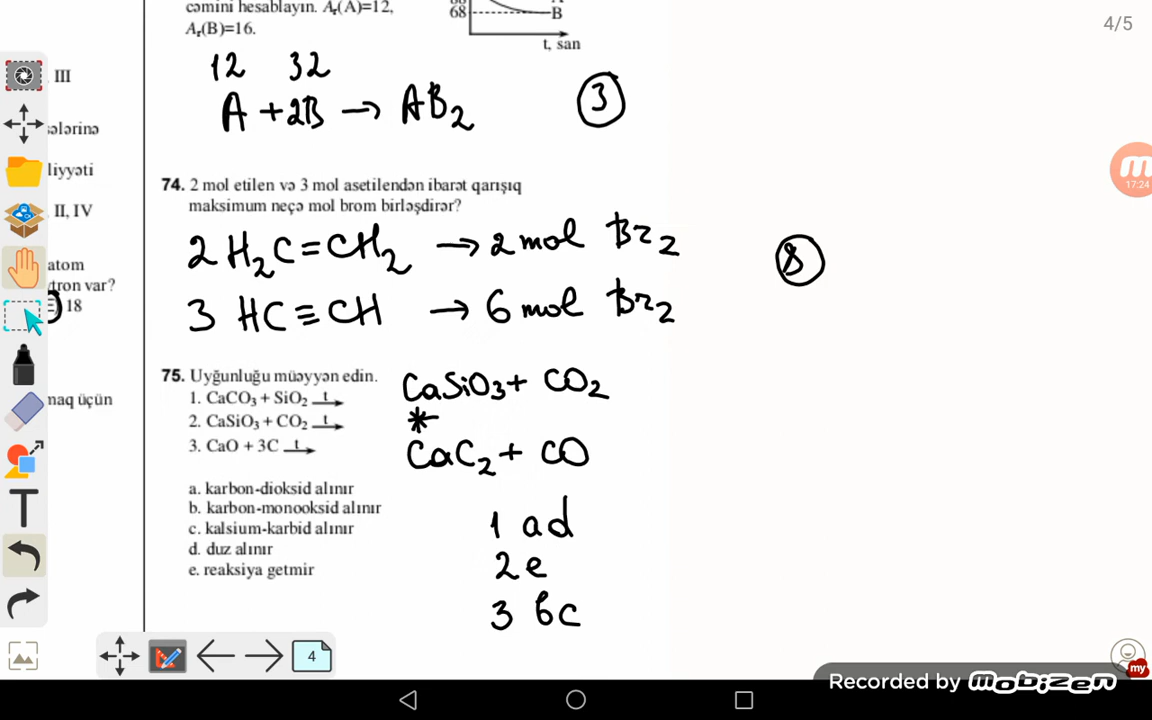 cəmini hesablayın. Aᵣ(A)=12,
Aᵣ(B)=16.
68
B
t, san
4/5
12 32
A + 2B → AB₂
3
III
sələrinə
liyyəti
II, IV
atom
tron var?
E) 18
maq üçün
74. 2 mol etilen və 3 mol asetilendən ibarət qarışıq
maksimum neçə mol brom birləşdirər?
2 H₂C=CH₂ → 2 mol Br₂
3 HC≡CH → 6 mol Br₂
8
75. Uyğunluğu müəyyən edin.
1. CaCO₃ + SiO₂ —t→ CaSiO₃ + CO₂
2. CaSiO₃ + CO₂ —t→ *
3. CaO + 3C —t→ CaC₂ + CO
a. karbon-dioksid alınır
b. karbon-monooksid alınır
c. kalsium-karbid alınır
d. duz alınır
e. reaksiya getmir
1 ad
2 e
3 bc
T
4
17:24
my
Recorded by mobizen